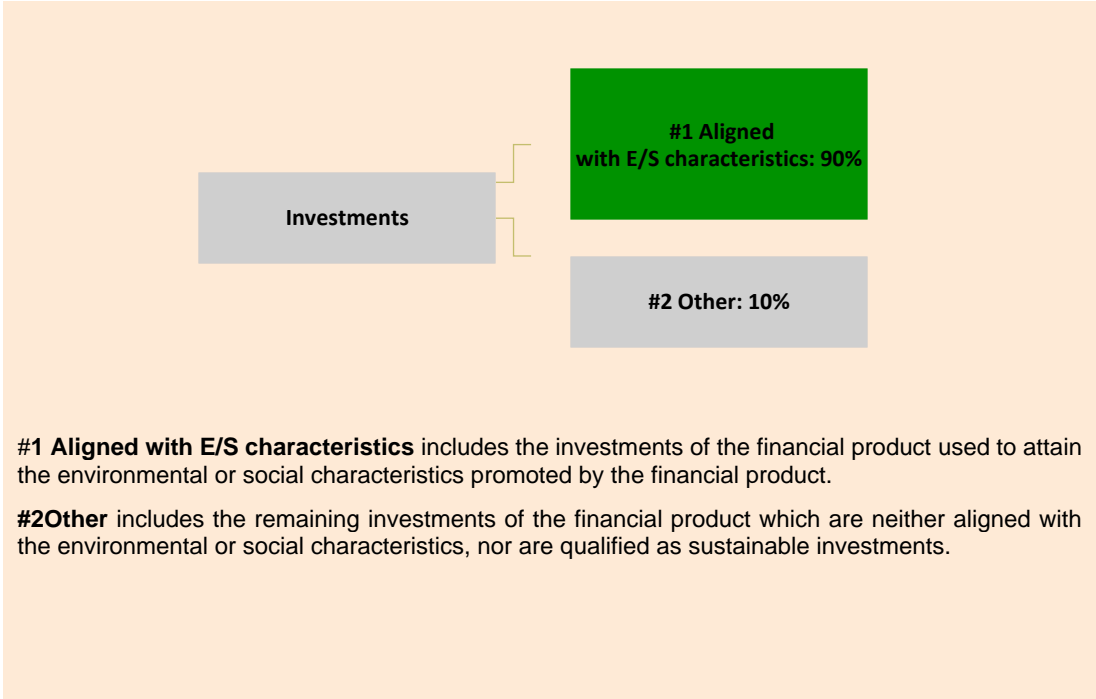 #1 Aligned
with E/S characteristics: 90%
Investments
#2 Other: 10%
#1 Aligned with E/S characteristics includes the investments of the financial product used to attain
the environmental or social characteristics promoted by the financial product.
#2Other includes the remaining investments of the financial product which are neither aligned with
the environmental or social characteristics, nor are qualified as sustainable investments.